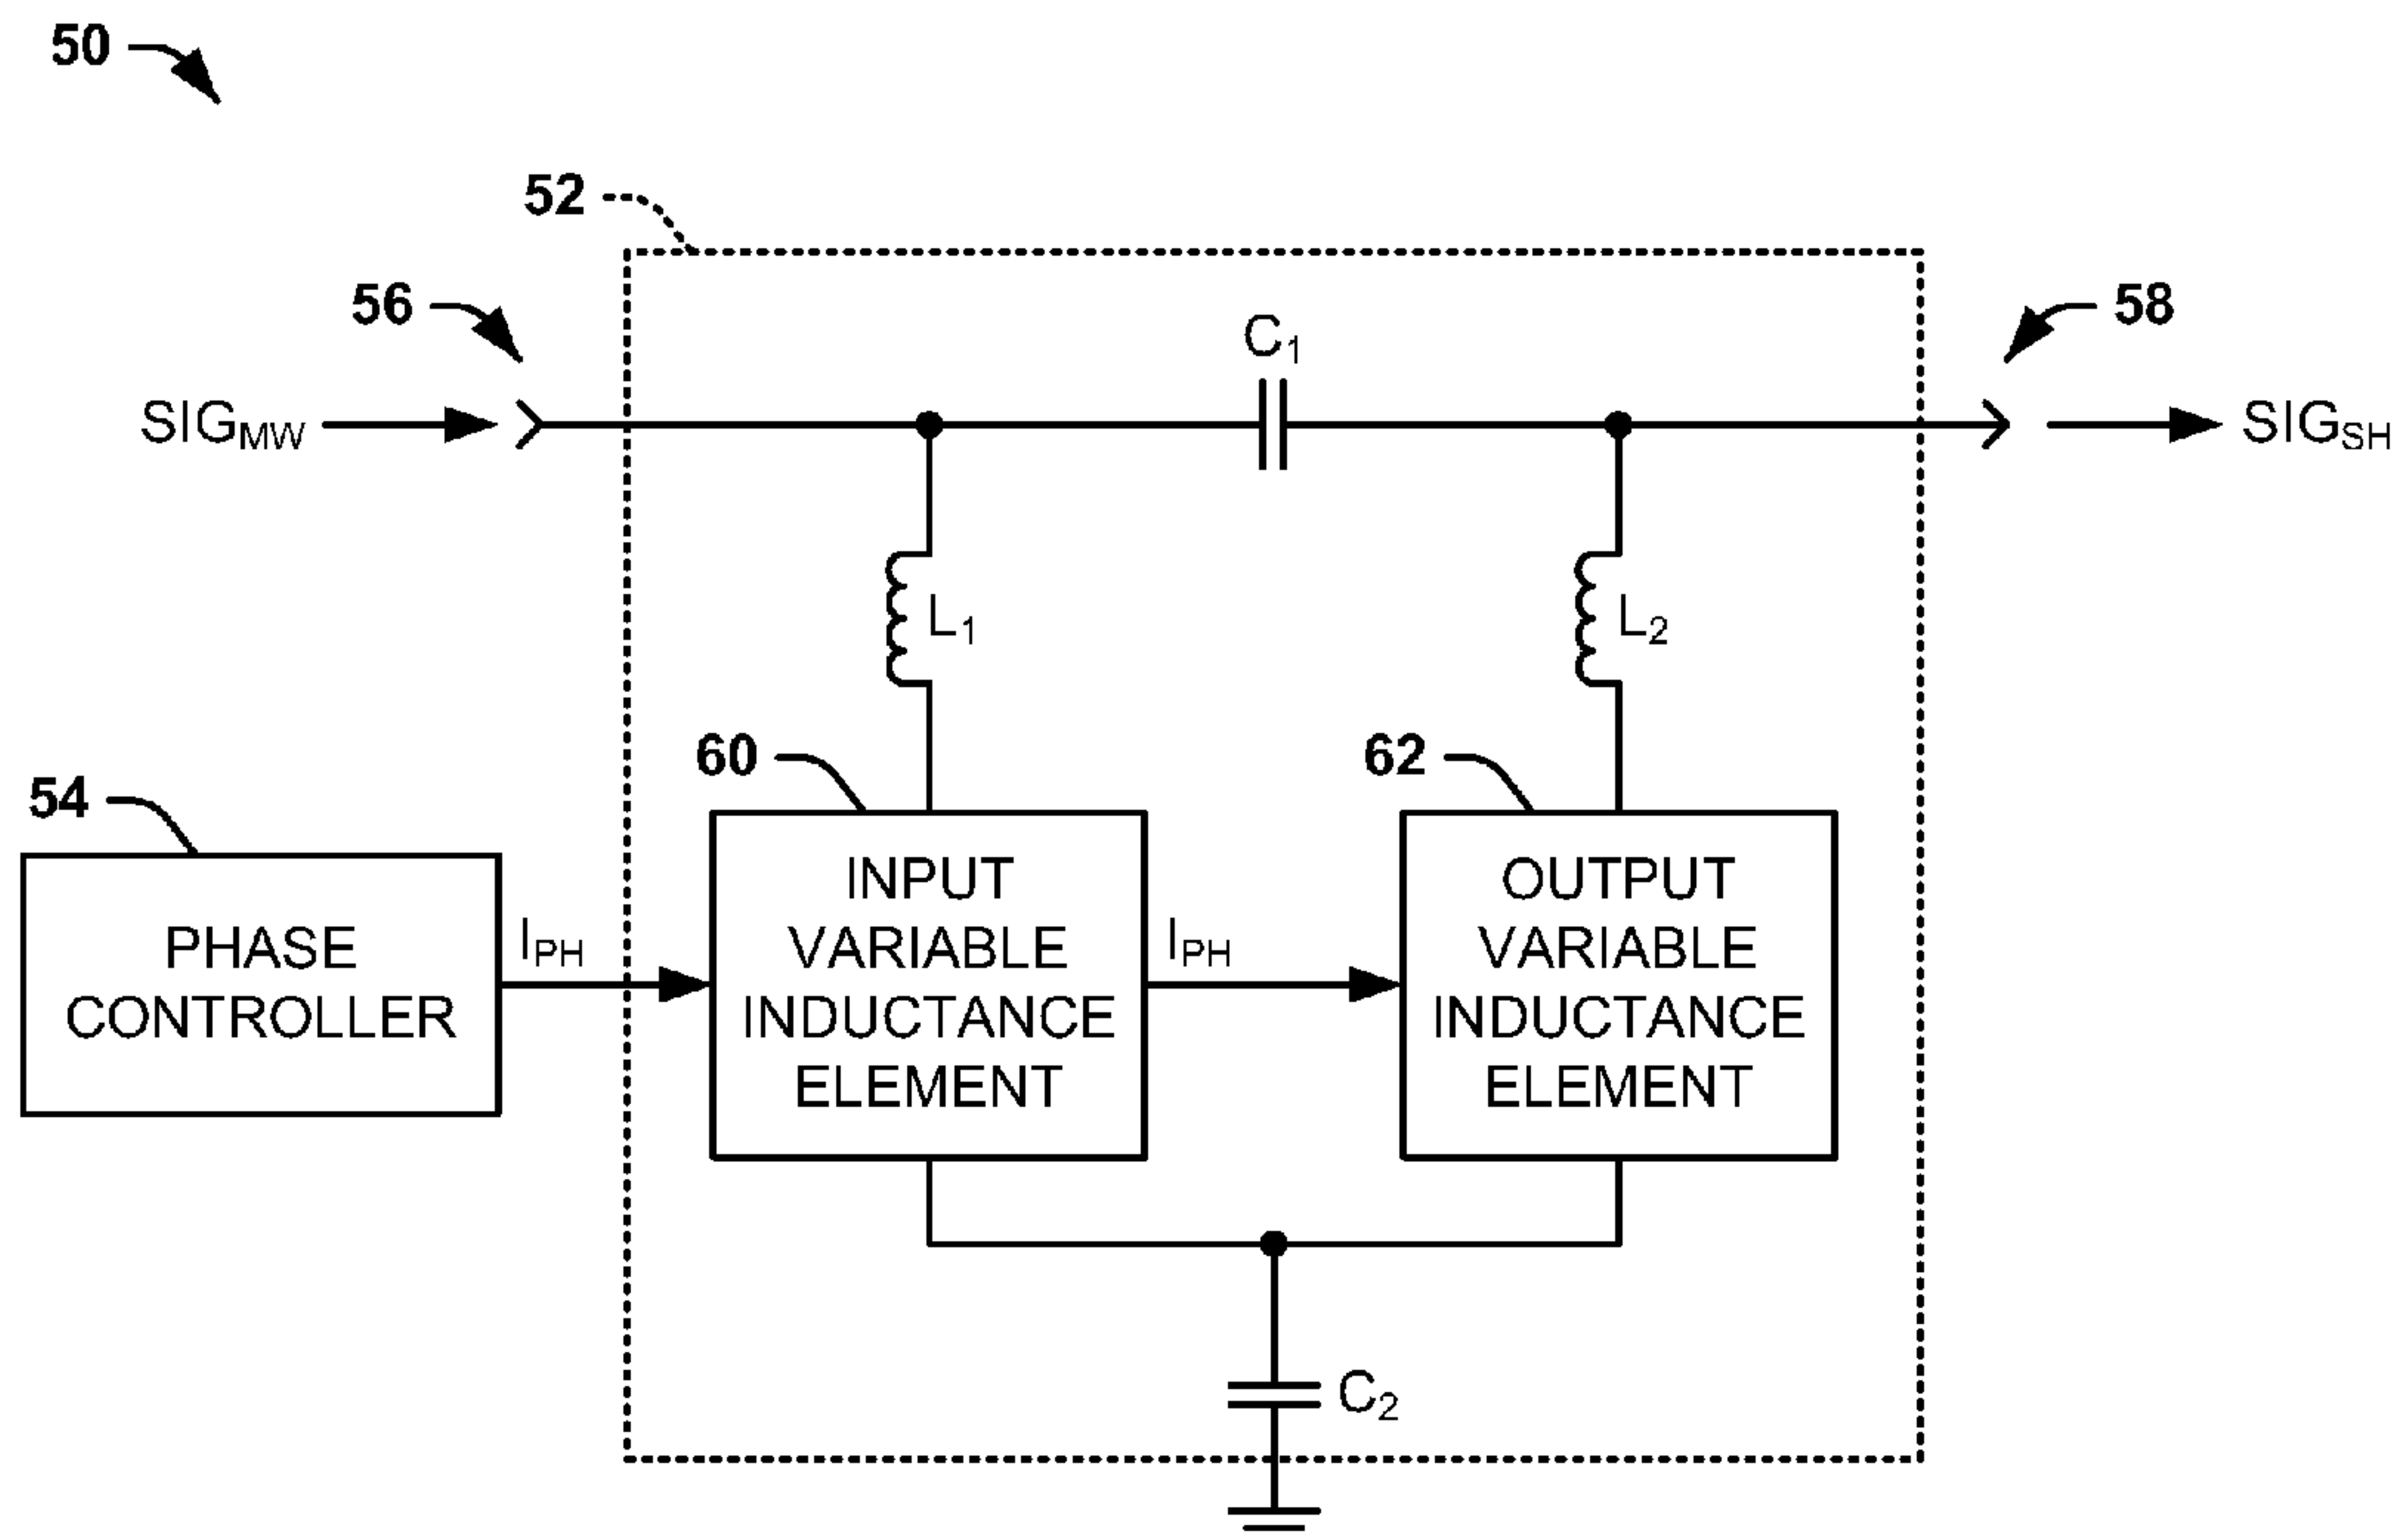 50
52
56
58
C1
SIGMW
SIGSH
L1
L2
60
62
54
PHASE
CONTROLLER
IPH
INPUT
VARIABLE
INDUCTANCE
ELEMENT
IPH
OUTPUT
VARIABLE
INDUCTANCE
ELEMENT
C2